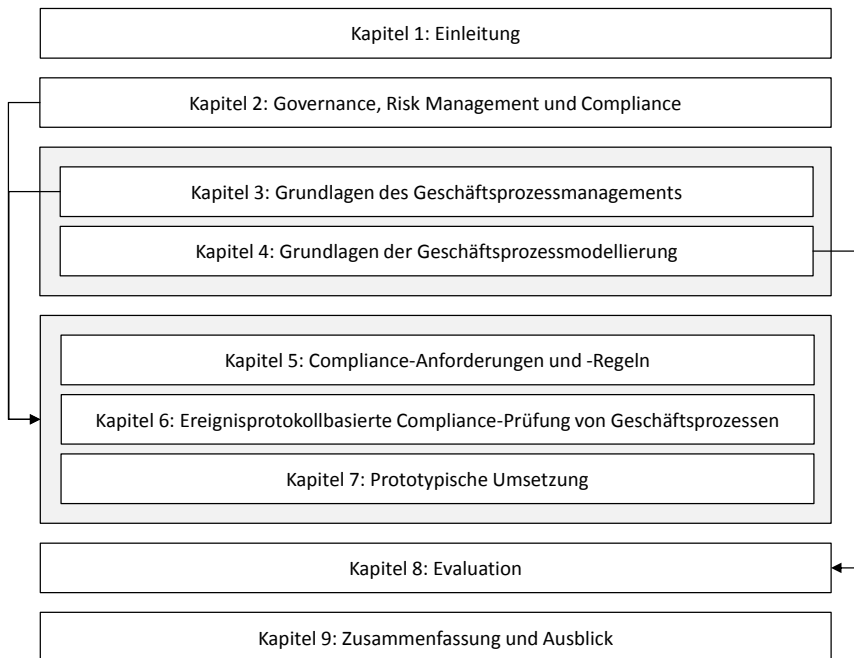 Kapitel 1: Einleitung
Kapitel 2: Governance, Risk Management und Compliance
Kapitel 3: Grundlagen des Geschäftsprozessmanagements
Kapitel 4: Grundlagen der Geschäftsprozessmodellierung
Kapitel 5: Compliance-Anforderungen und -Regeln
Kapitel 6: Ereignisprotokollbasierte Compliance-Prüfung von Geschäftsprozessen
Kapitel 7: Prototypische Umsetzung
Kapitel 8: Evaluation
Kapitel 9: Zusammenfassung und Ausblick